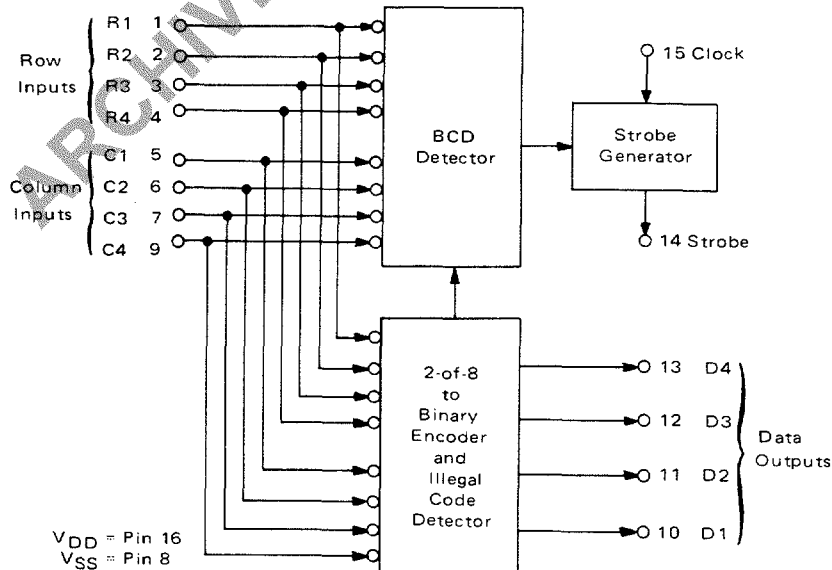 ARCHIVE
Row
Inputs
R1 1
R2 2
R3 3
R4 4
Column
Inputs
C1 5
C2 6
C3 7
C4 9
BCD
Detector
15 Clock
Strobe
Generator
14 Strobe
2-of-8
to
Binary
Encoder
and
Illegal
Code
Detector
13 D4
12 D3
11 D2
10 D1
Data
Outputs
VDD = Pin 16
VSS = Pin 8